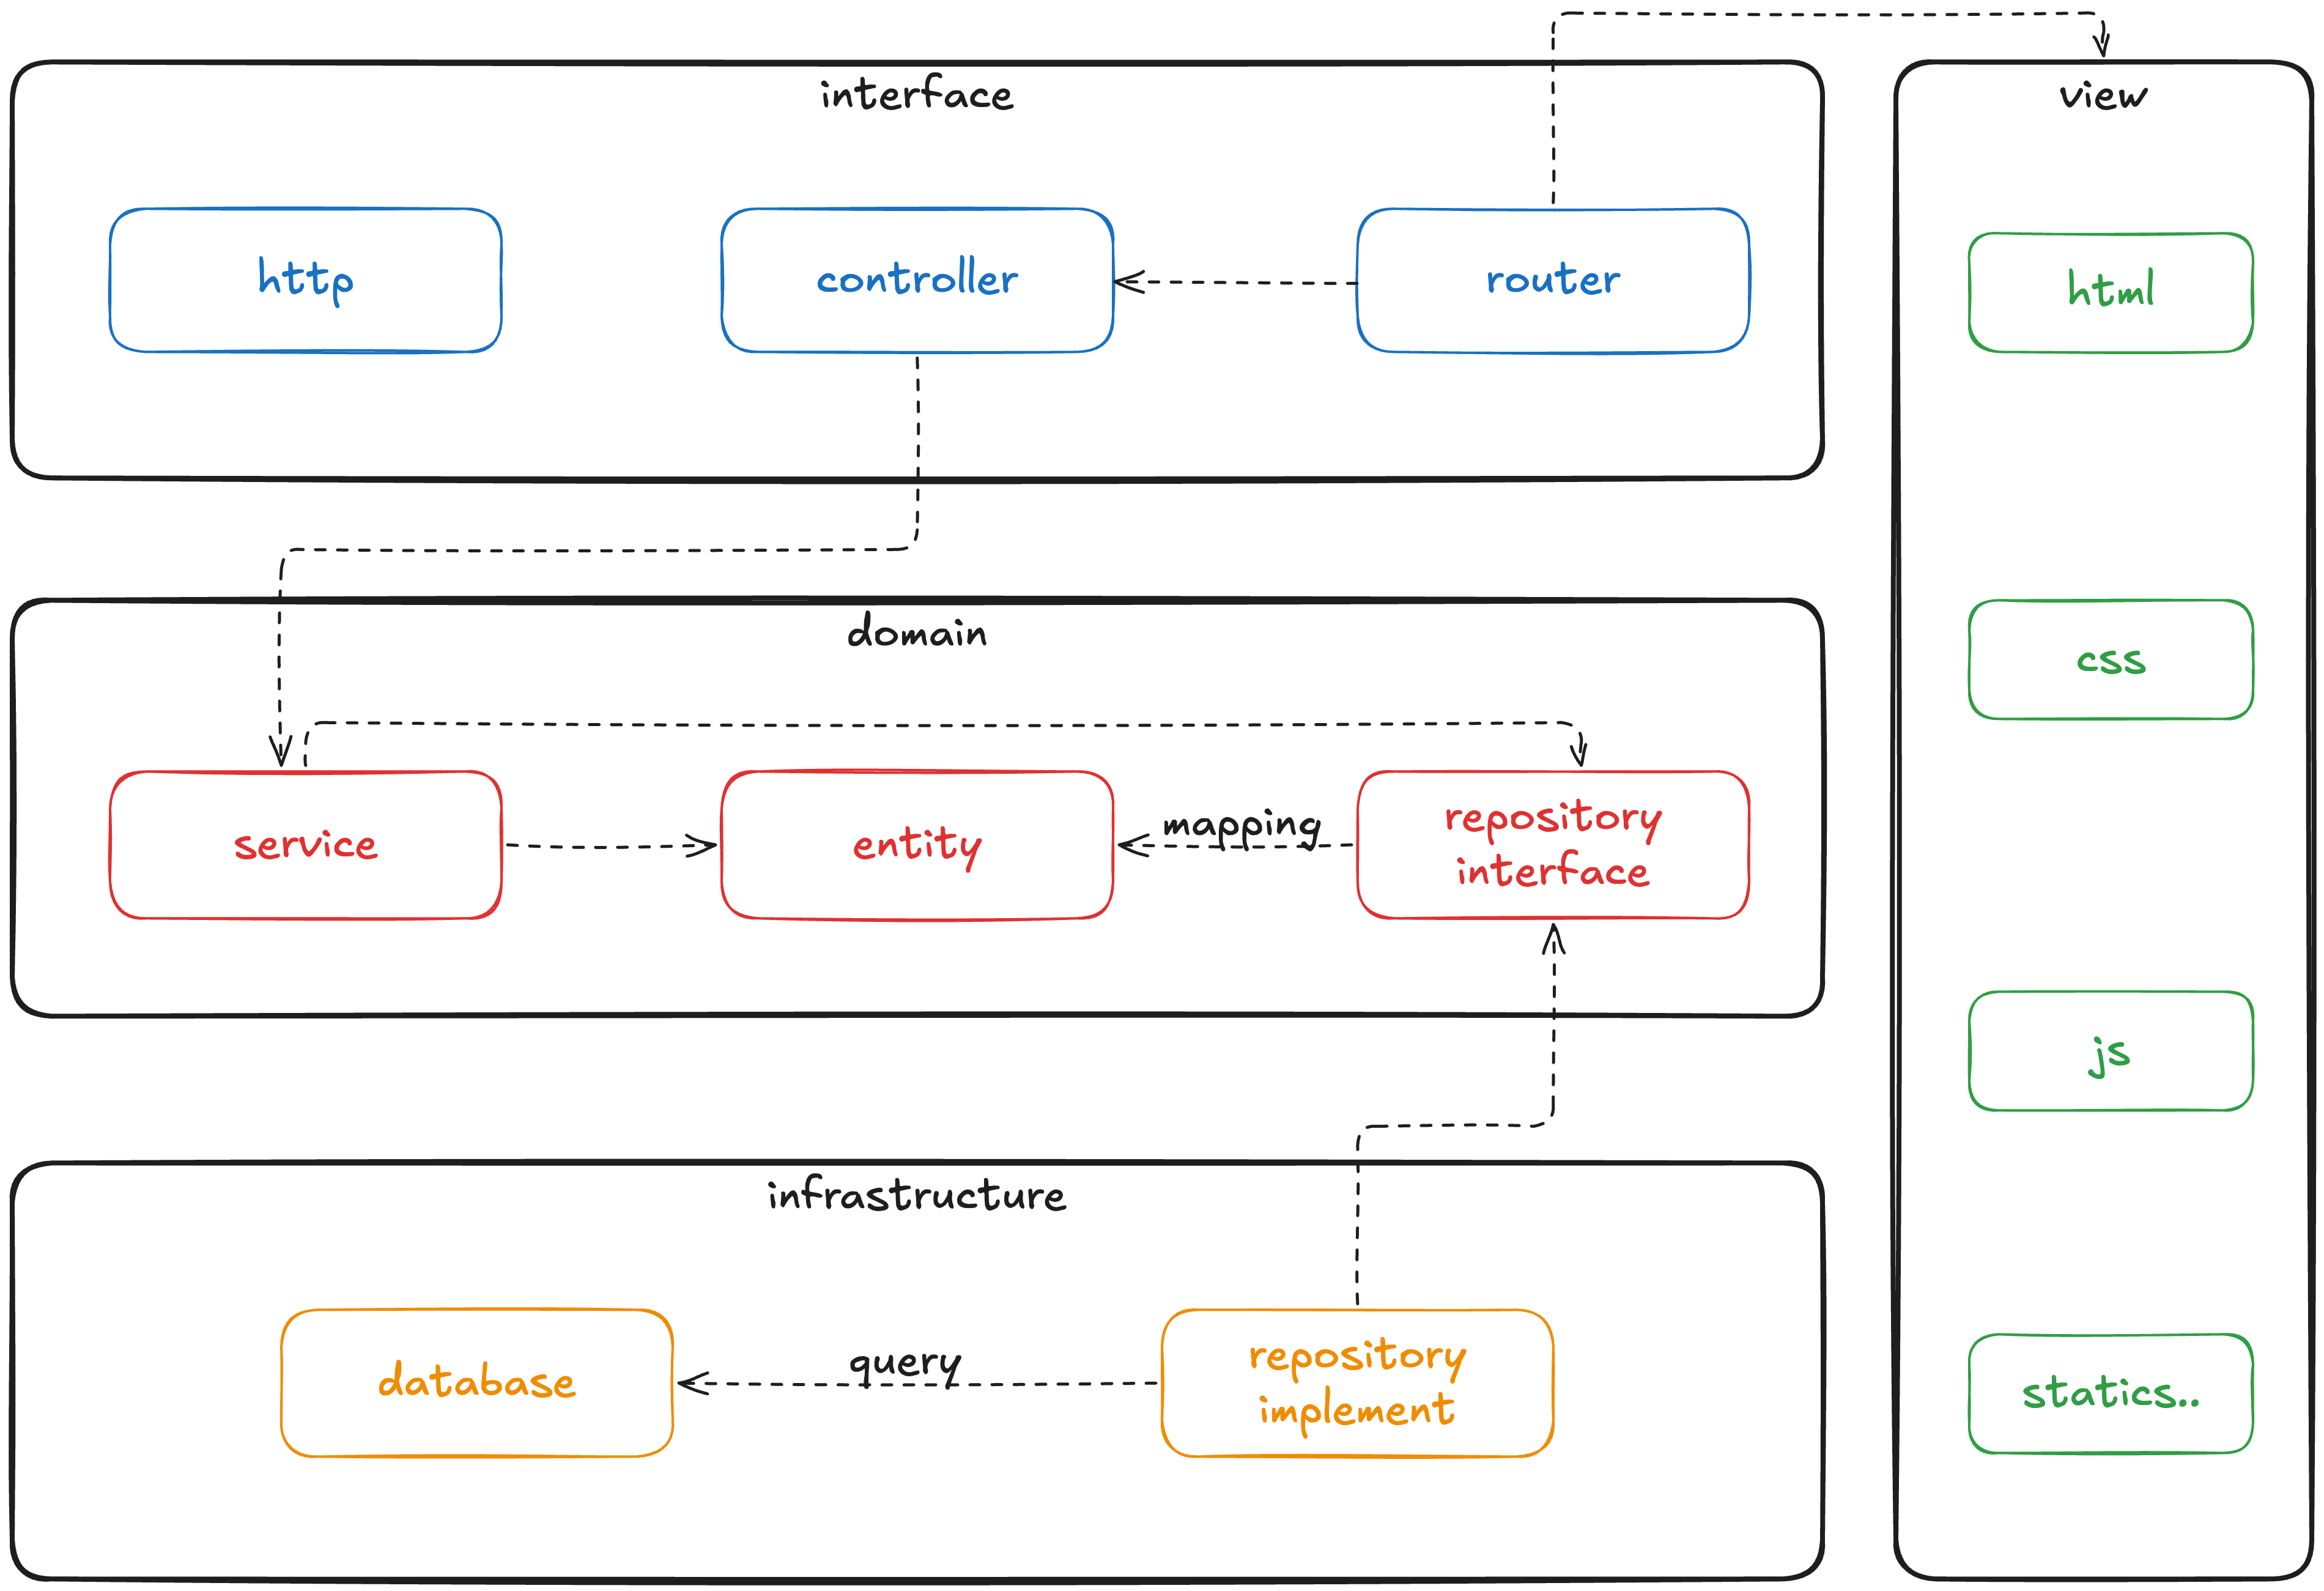 interface
view
http
controller
router
html
domain
css
service
entity
mapping
repository
interface
js
infrastructure
database
query
repository
implement
statics..